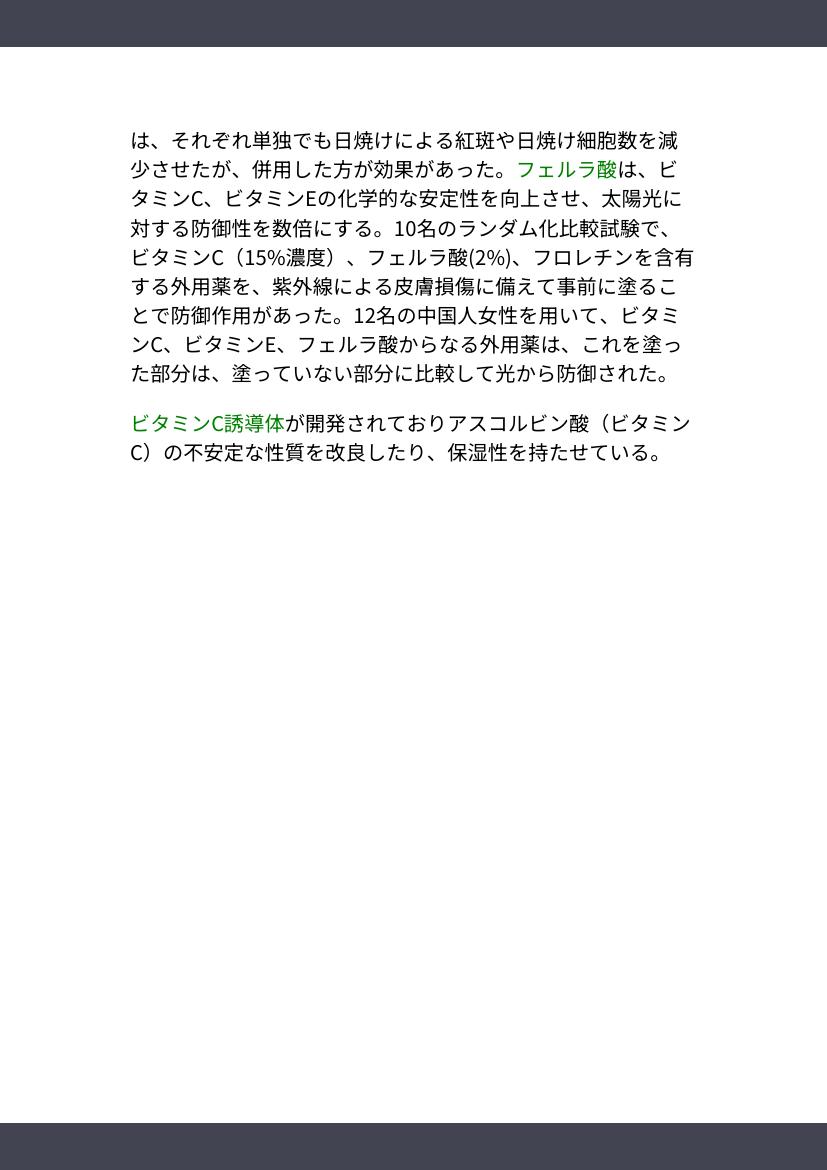 は、それぞれ単独でも日焼けによる紅斑や日焼け細胞数を減
少させたが、併用した方が効果があった。フェルラ酸は、ビ
タミンC、ビタミンEの化学的な安定性を向上させ、太陽光に
対する防御性を数倍にする。10名のランダム化比較試験で、
ビタミンC（15%濃度）、フェルラ酸(2%)、フロレチンを含有
する外用薬を、紫外線による皮膚損傷に備えて事前に塗るこ
とで防御作用があった。12名の中国人女性を用いて、ビタミ
ンC、ビタミンE、フェルラ酸からなる外用薬は、これを塗っ
た部分は、塗っていない部分に比較して光から防御された。
ビタミンC誘導体が開発されておりアスコルビン酸（ビタミン
C）の不安定な性質を改良したり、保湿性を持たせている。